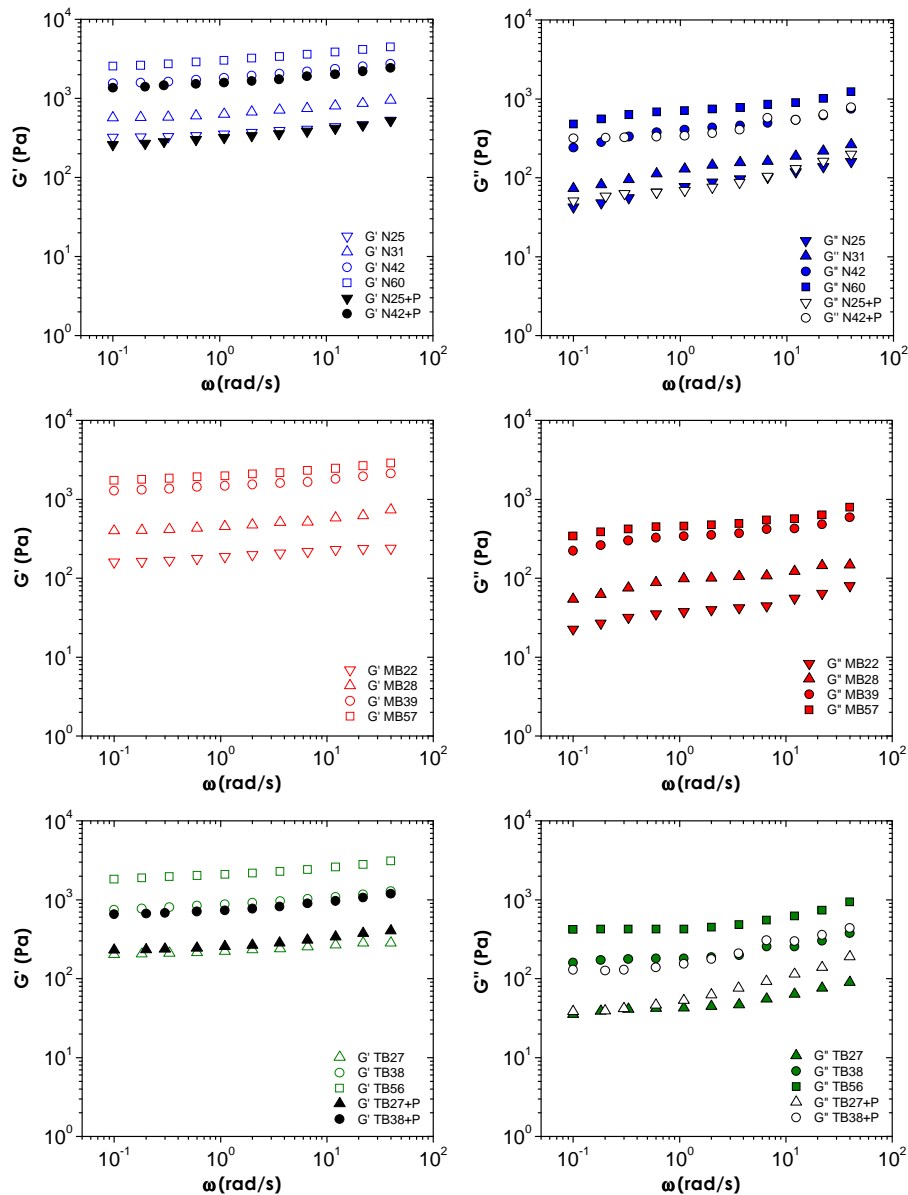 10⁴
10³
10²
10¹
10⁰
G' (Pa)
G' N25
G' N31
G' N42
G' N60
G' N25+P
G' N42+P
10⁻¹ 10⁰ 10¹ 10²
ω(rad/s)
10⁴
10³
10²
10¹
10⁰
G'' (Pa)
G'' N25
G'' N31
G'' N42
G'' N60
G'' N25+P
G'' N42+P
10⁻¹ 10⁰ 10¹ 10²
ω(rad/s)
10⁴
10³
10²
10¹
10⁰
G' (Pa)
G' MB22
G' MB28
G' MB39
G' MB57
10⁻¹ 10⁰ 10¹ 10²
ω(rad/s)
10⁴
10³
10²
10¹
10⁰
G'' (Pa)
G'' MB22
G'' MB28
G'' MB39
G'' MB57
10⁻¹ 10⁰ 10¹ 10²
ω(rad/s)
10⁴
10³
10²
10¹
10⁰
G' (Pa)
G' TB27
G' TB38
G' TB56
G' TB27+P
G' TB38+P
10⁻¹ 10⁰ 10¹ 10²
ω(rad/s)
10⁴
10³
10²
10¹
10⁰
G'' (Pa)
G'' TB27
G'' TB38
G'' TB56
G'' TB27+P
G'' TB38+P
10⁻¹ 10⁰ 10¹ 10²
ω(rad/s)